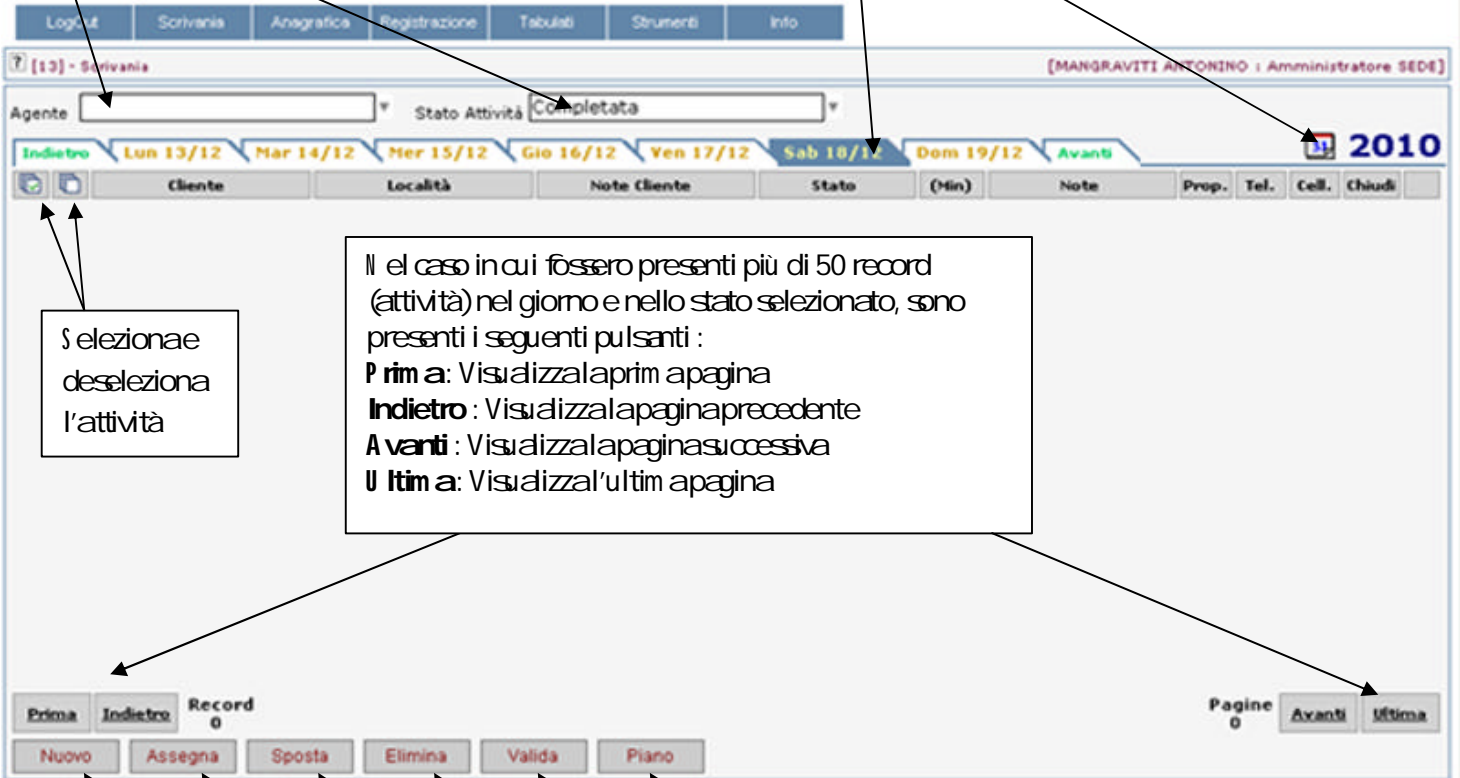 LogOut Scrivania Anagrafica Registrazione Tabulati Strumenti Info
? [13] - Scrivania [MANGRAVITI ANTONINO : Amministratore SEDE]
Agente Stato Attività Completata
Indietro Lun 13/12 Mar 14/12 Mer 15/12 Gio 16/12 Ven 17/12 Sab 18/12 Dom 19/12 Avanti 31 2010
Cliente Località Note Cliente Stato (Min) Note Prop. Tel. Cell. Chiudi
Nel caso in cui fossero presenti più di 50 record
(attività) nel giorno e nello stato selezionato, sono
presenti i seguenti pulsanti :
Prima: Visualizza la prima pagina
Indietro : Visualizza la pagina precedente
Avanti : Visualizza la pagina successiva
Ultima: Visualizza l'ultima pagina
Seleziona e
deseleziona
l'attività
Prima Indietro Record 0 Pagine 0 Avanti Ultima
Nuovo Assegna Sposta Elimina Valida Piano